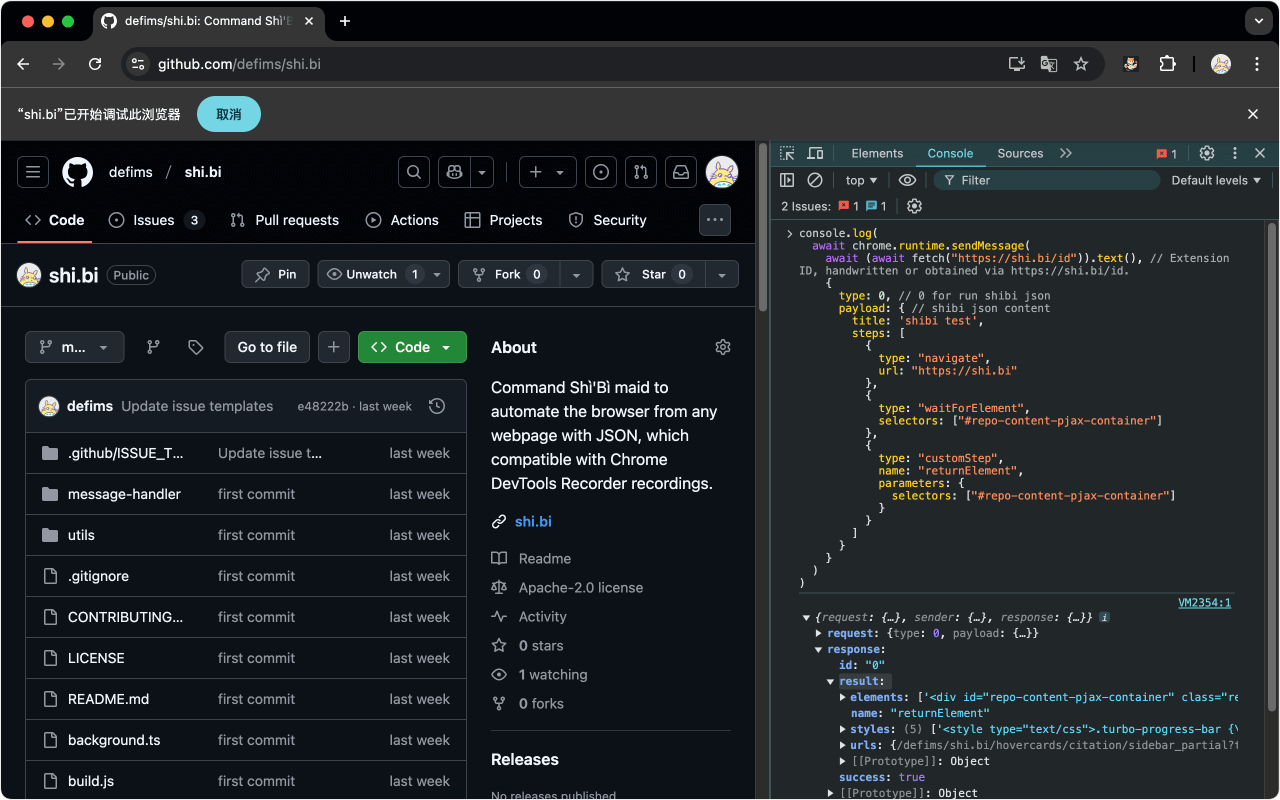 defims/shi.bi: Command Shì'B
github.com/defims/shi.bi
“shi.bi”已开始调试此浏览器
取消
defims / shi.bi
Code
Issues 3
Pull requests
Actions
Projects
Security
shi.bi Public
Pin
Unwatch 1
Fork 0
Star 0
m...
Go to file
Code
defims Update issue templates e48222b · last week
.github/ISSUE_T... Update issue t... last week
message-handler first commit last week
utils first commit last week
.gitignore first commit last week
CONTRIBUTING... first commit last week
LICENSE first commit last week
README.md first commit last week
background.ts first commit last week
build.js first commit last week
About
Command Shì'Bì maid to
automate the browser from any
webpage with JSON, which
compatible with Chrome
DevTools Recorder recordings.
shi.bi
Readme
Apache-2.0 license
Activity
0 stars
1 watching
0 forks
Releases
No releases published
Elements Console Sources 1
top Filter Default levels
2 Issues: 1 1
console.log(
await chrome.runtime.sendMessage(
await (await fetch("https://shi.bi/id")).text(), // Extension
ID, handwritten or obtained via https://shi.bi/id.
{
type: 0, // 0 for run shibi json
payload: { // shibi json content
title: 'shibi test',
steps: [
{
type: "navigate",
url: "https://shi.bi"
},
{
type: "waitForElement",
selectors: ["#repo-content-pjax-container"]
},
{
type: "customStep",
name: "returnElement",
parameters: {
selectors: ["#repo-content-pjax-container"]
}
}
]
}
}
)
)
VM2354:1
{request: {…}, sender: {…}, response: {…}} i
request: {type: 0, payload: {…}}
response:
id: "0"
result:
elements: ['<div id="repo-content-pjax-container" class="re
name: "returnElement"
styles: (5) ['<style type="text/css">.turbo-progress-bar {\
urls: {/defims/shi.bi/hovercards/citation/sidebar_partial?t
[[Prototype]]: Object
success: true
[[Prototype]]: Object